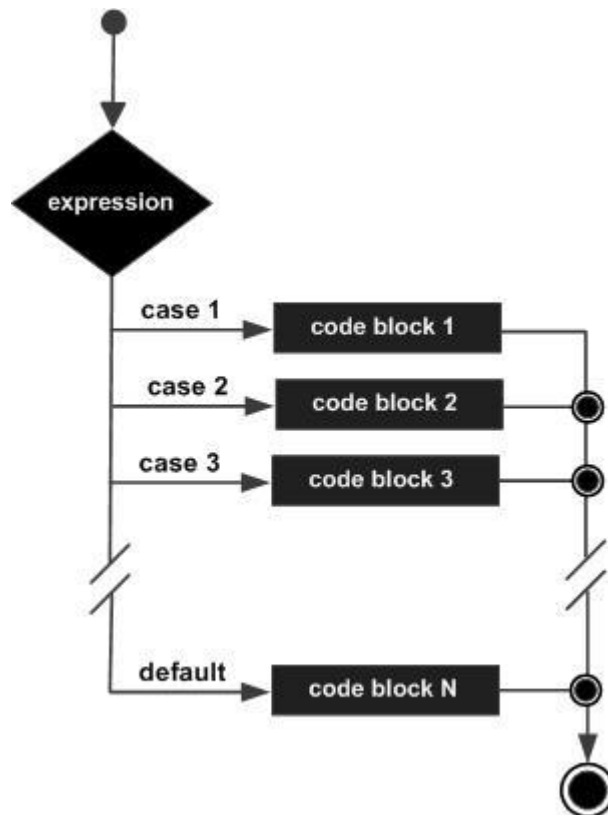 expression
case 1
code block 1
case 2
code block 2
case 3
code block 3
default
code block N